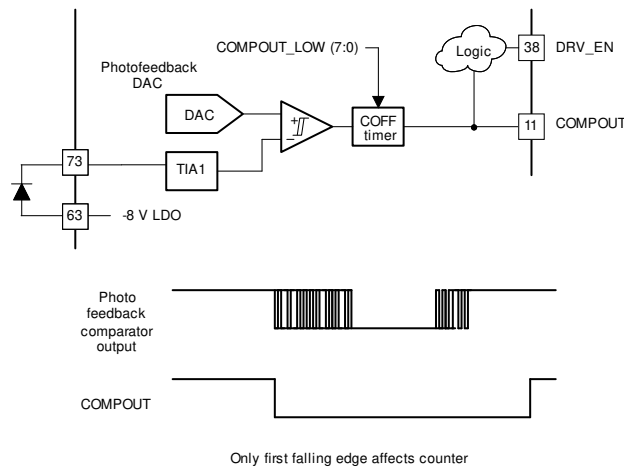 COMPOUT_LOW (7:0)
Logic
38
DRV_EN
Photofeedback
DAC
DAC
+
−
COFF
timer
11
COMPOUT
73
TIA1
63
-8 V LDO
Photo
feedback
comparator
output
COMPOUT
Only first falling edge affects counter